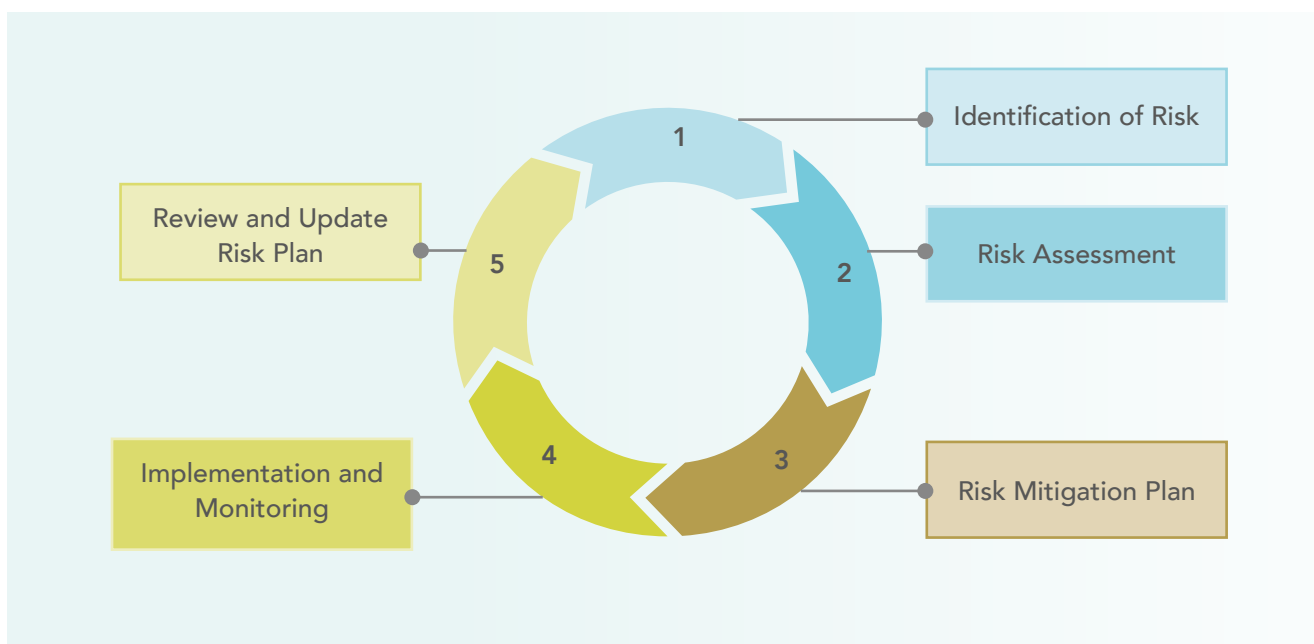 1
Identification of Risk
2
Risk Assessment
3
Risk Mitigation Plan
4
Implementation and
Monitoring
5
Review and Update
Risk Plan